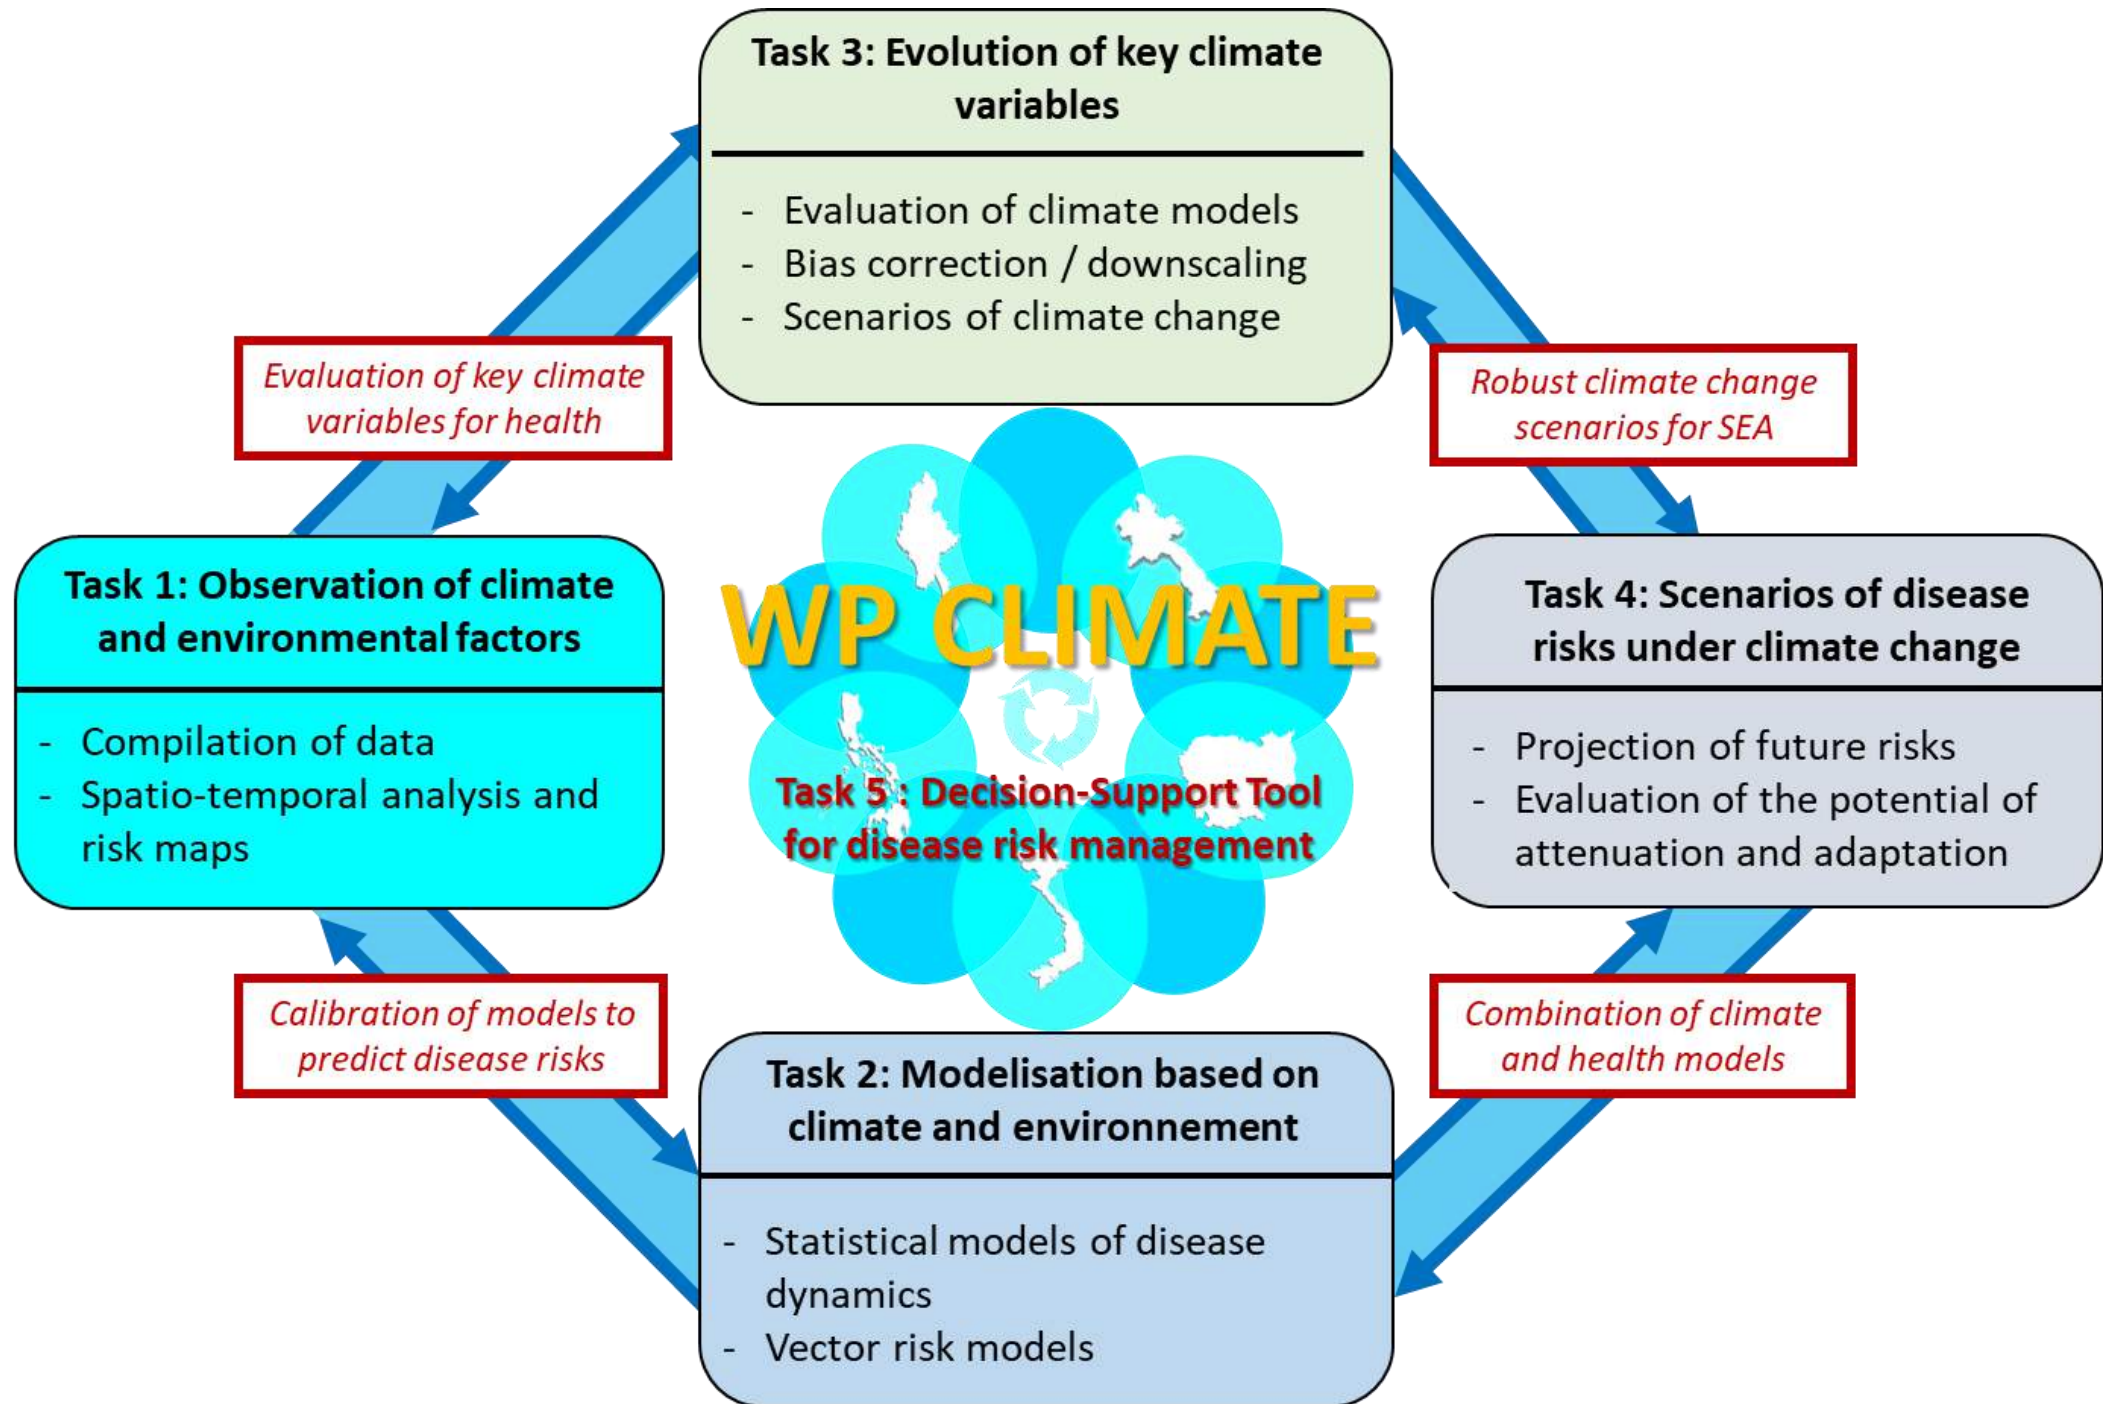 Task 3: Evolution of key climate
variables
- Evaluation of climate models
- Bias correction / downscaling
- Scenarios of climate change
Evaluation of key climate
variables for health
Robust climate change
scenarios for SEA
Task 1: Observation of climate
and environmental factors
- Compilation of data
- Spatio-temporal analysis and
risk maps
WP CLIMATE
Task 5 : Decision-Support Tool
for disease risk management
Task 4: Scenarios of disease
risks under climate change
- Projection of future risks
- Evaluation of the potential of
attenuation and adaptation
Calibration of models to
predict disease risks
Combination of climate
and health models
Task 2: Modelisation based on
climate and environnement
- Statistical models of disease
dynamics
- Vector risk models